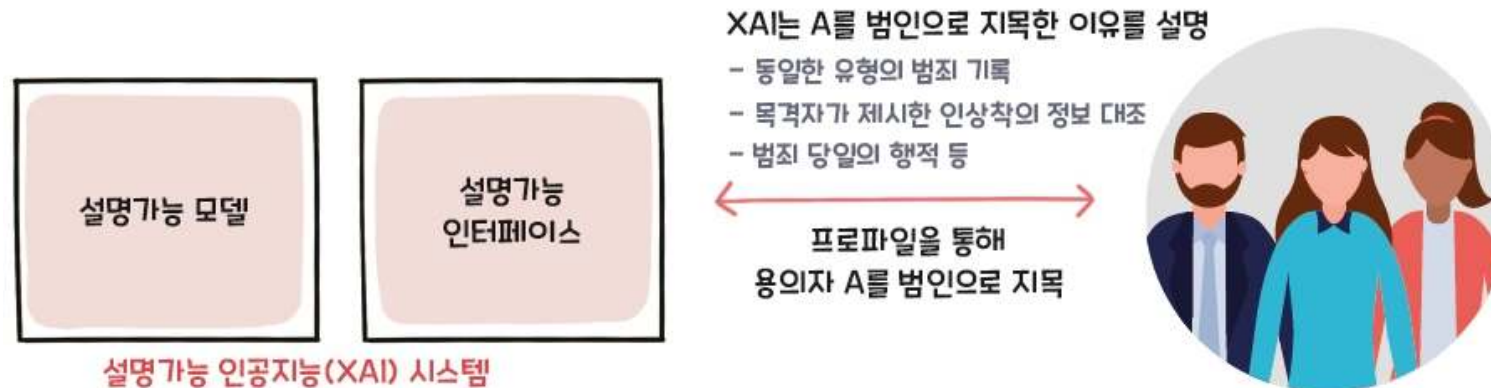 XAI는 A를 범인으로 지목한 이유를 설명
- 동일한 유형의 범죄 기록
- 목격자가 제시한 인상착의 정보 대조
- 범죄 당일의 행적 등
설명가능 모델
설명가능
인터페이스
프로파일을 통해
용의자 A를 범인으로 지목
설명가능 인공지능(XAI) 시스템